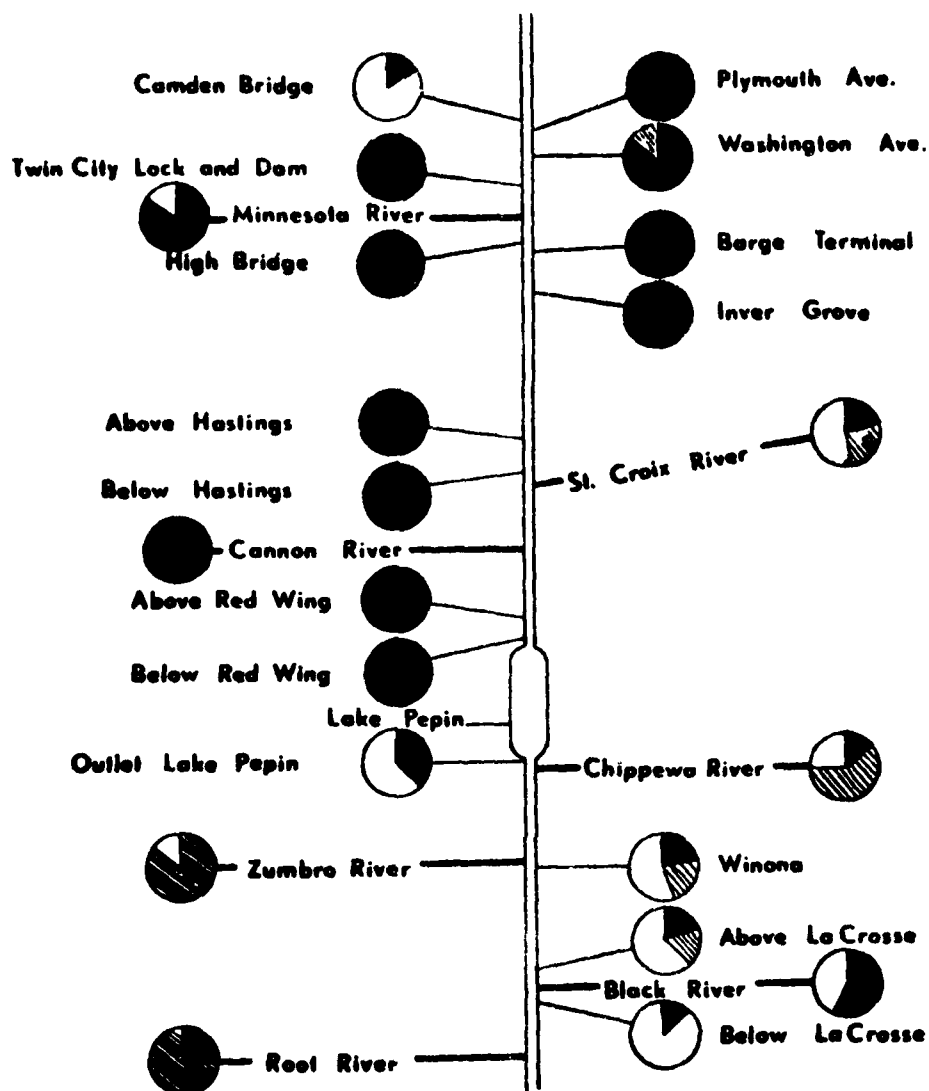 Camden Bridge
Plymouth Ave.
Washington Ave.
Twin City Lock and Dam
Minnesota River
High Bridge
Barge Terminal
Inver Grove
Above Hastings
St. Croix River
Below Hastings
Cannon River
Above Red Wing
Below Red Wing
Lake Pepin
Outlet Lake Pepin
Chippewa River
Zumbro River
Winona
Above La Crosse
Black River
Below La Crosse
Root River